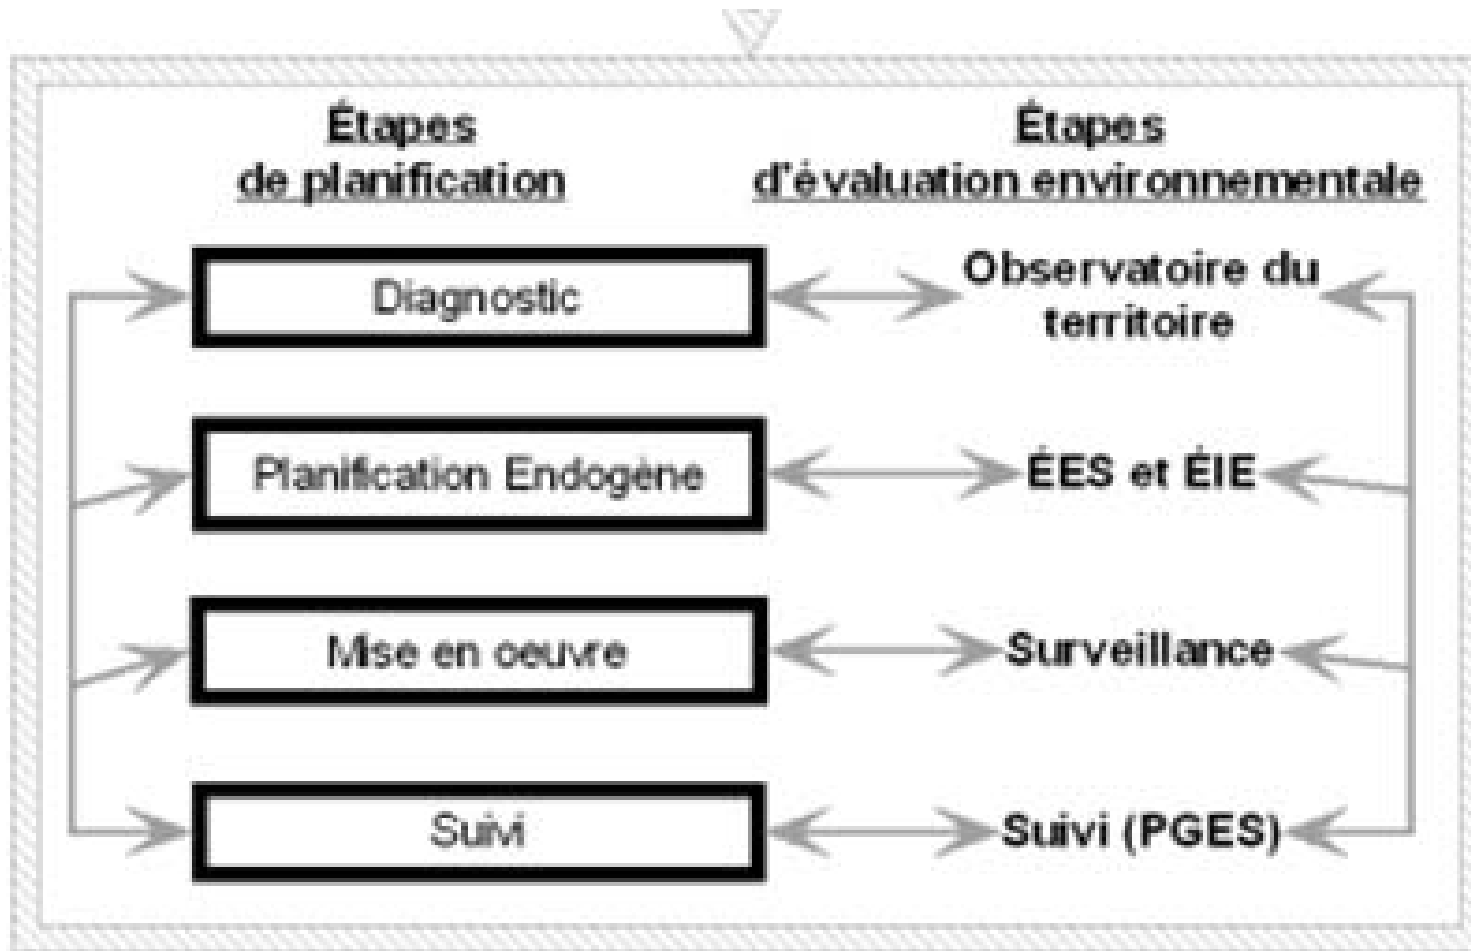 Étapes
de planification
Étapes
d'évaluation environnementale
Diagnostic
Observatoire du
territoire
Planification Endogène
ÉES et ÉIE
Mise en oeuvre
Surveillance
Suivi
Suivi (PGES)